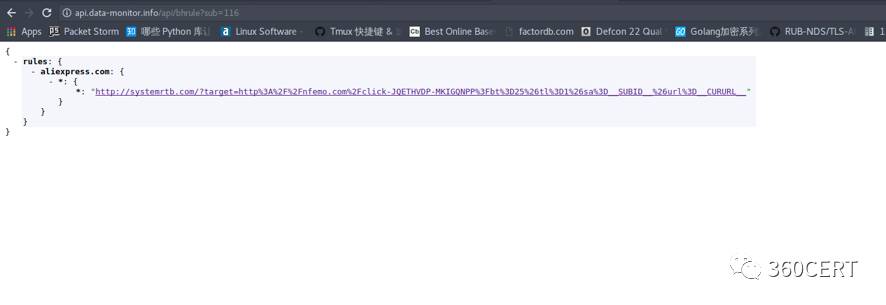 api.data-monitor.info/api/bhrule?sub=116
Apps Packet Storm 哪些 Python 库让 Linux Software - Tmux 快捷键 & Best Online Base factordb.com Defcon 22 Qual Golang加密系列 RUB-NDS/TLS-A 1
{
- rules: {
- aliexpress.com: {
- *: {
*: "http://systemrtb.com/?target=http%3A%2F%2Fnfemo.com%2Fclick-JQETHVDP-MKIGQNPP%3Fbt%3D25%26tl%3D1%26sa%3D__SUBID__%26url%3D__CURURL__"
}
}
}
}
360CERT